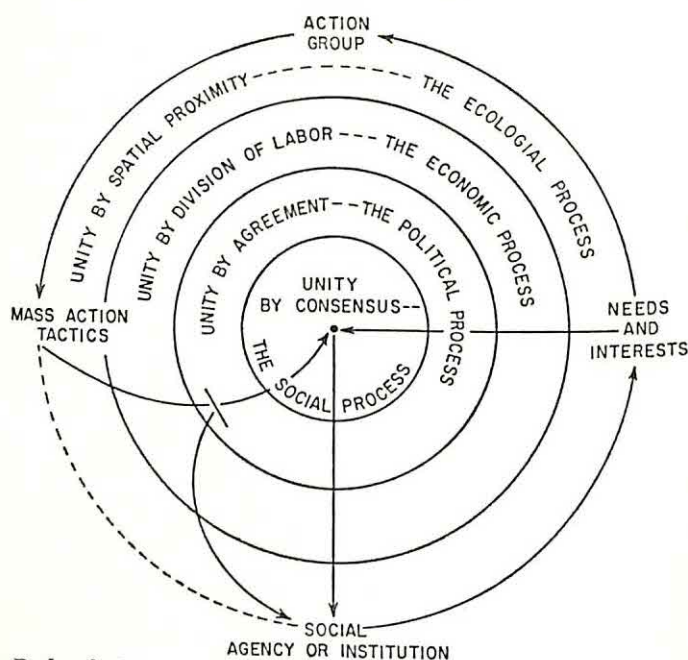 ACTION
GROUP
UNITY BY SPATIAL PROXIMITY---------THE ECOLOGIAL PROCESS
UNITY BY DIVISION OF LABOR---THE ECONOMIC PROCESS
UNITY BY AGREEMENT--THE POLITICAL PROCESS
UNITY
BY CONSENSUS--
THE SOCIAL PROCESS
MASS ACTION
TACTICS
NEEDS
AND
INTERESTS
SOCIAL
AGENCY OR INSTITUTION